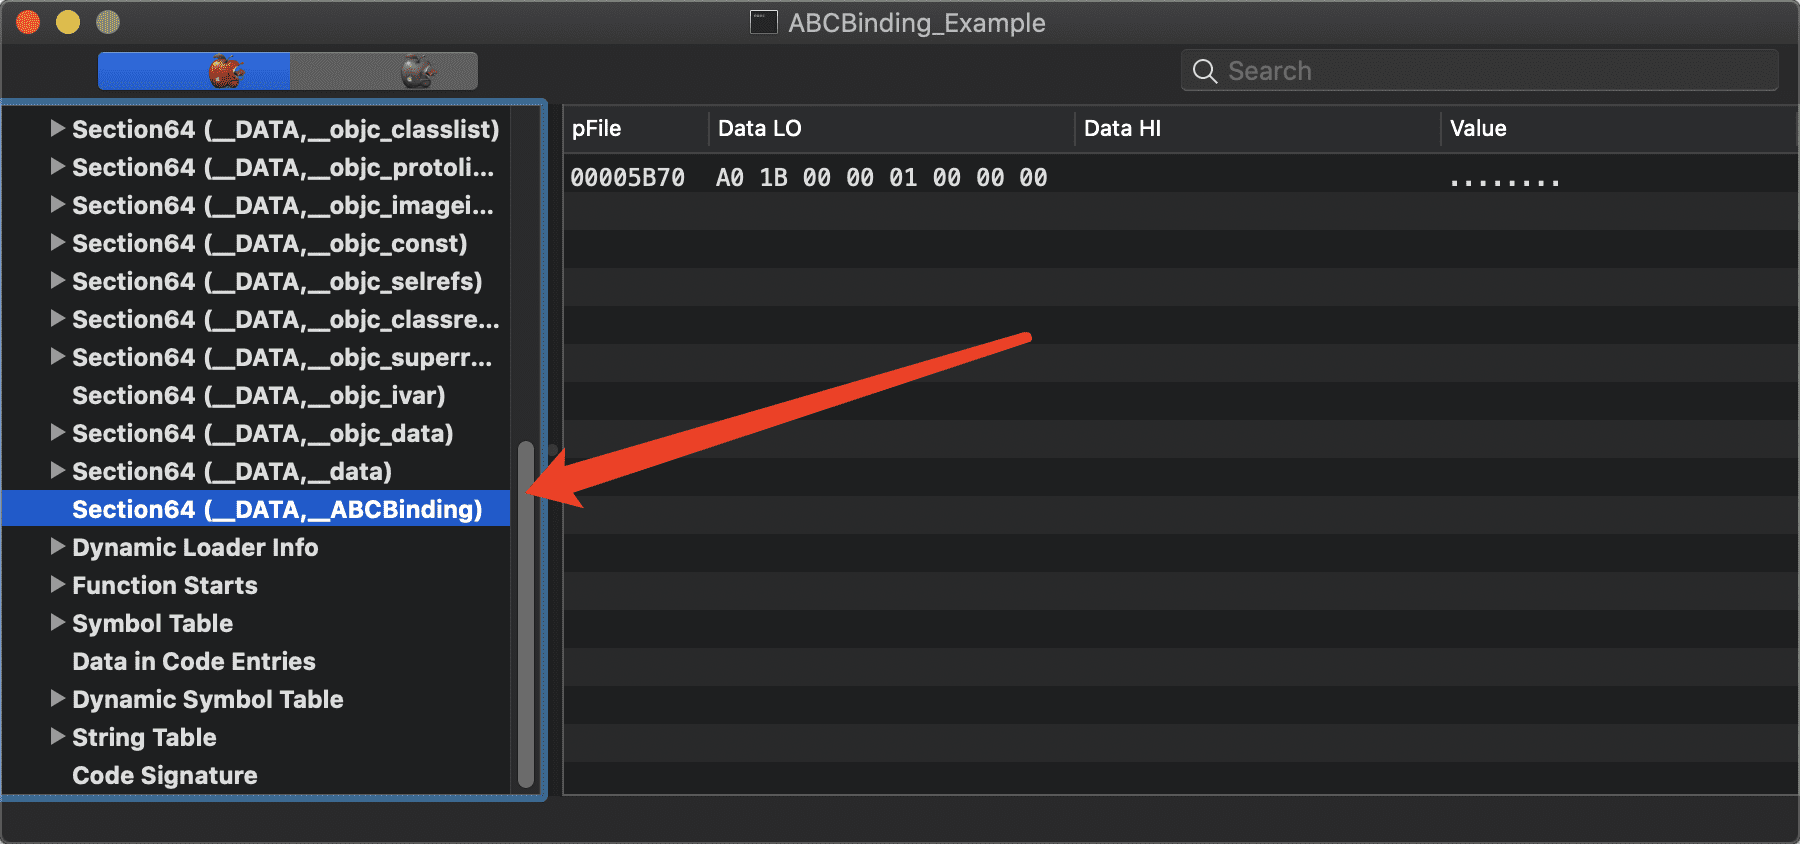 ABCBinding_Example
Search
Section64 (__DATA,__objc_classlist)
Section64 (__DATA,__objc_protoli...
Section64 (__DATA,__objc_imagei...
Section64 (__DATA,__objc_const)
Section64 (__DATA,__objc_selrefs)
Section64 (__DATA,__objc_classre...
Section64 (__DATA,__objc_superr...
Section64 (__DATA,__objc_ivar)
Section64 (__DATA,__objc_data)
Section64 (__DATA,__data)
Section64 (__DATA,__ABCBinding)
Dynamic Loader Info
Function Starts
Symbol Table
Data in Code Entries
Dynamic Symbol Table
String Table
Code Signature
pFile Data LO Data HI Value
00005B70 A0 1B 00 00 01 00 00 00 ........